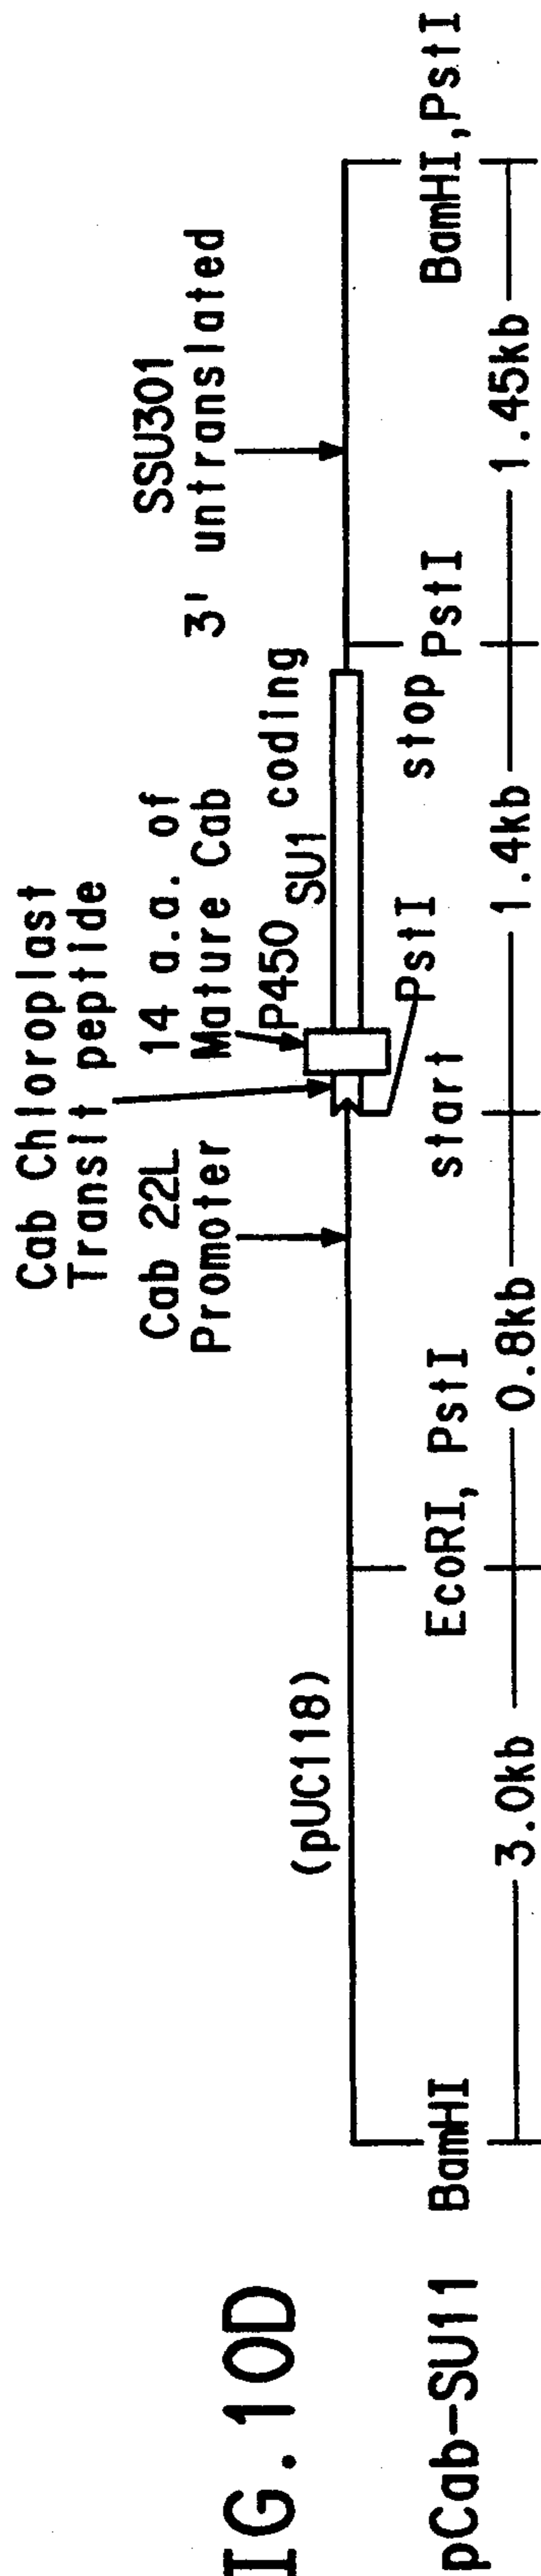 IG. 10D
pCab-SU11
Cab Chloroplast
Transit peptide
14 a.a. of
Mature Cab
Cab 22L
Promoter
P450
SU1
coding
SSU301
3' untranslated
(pUC118)
BamHI
EcoRI, PstI
start
PstI
stop
PstI
BamHI,PstI
3.0kb
0.8kb
1.4kb
1.45kb